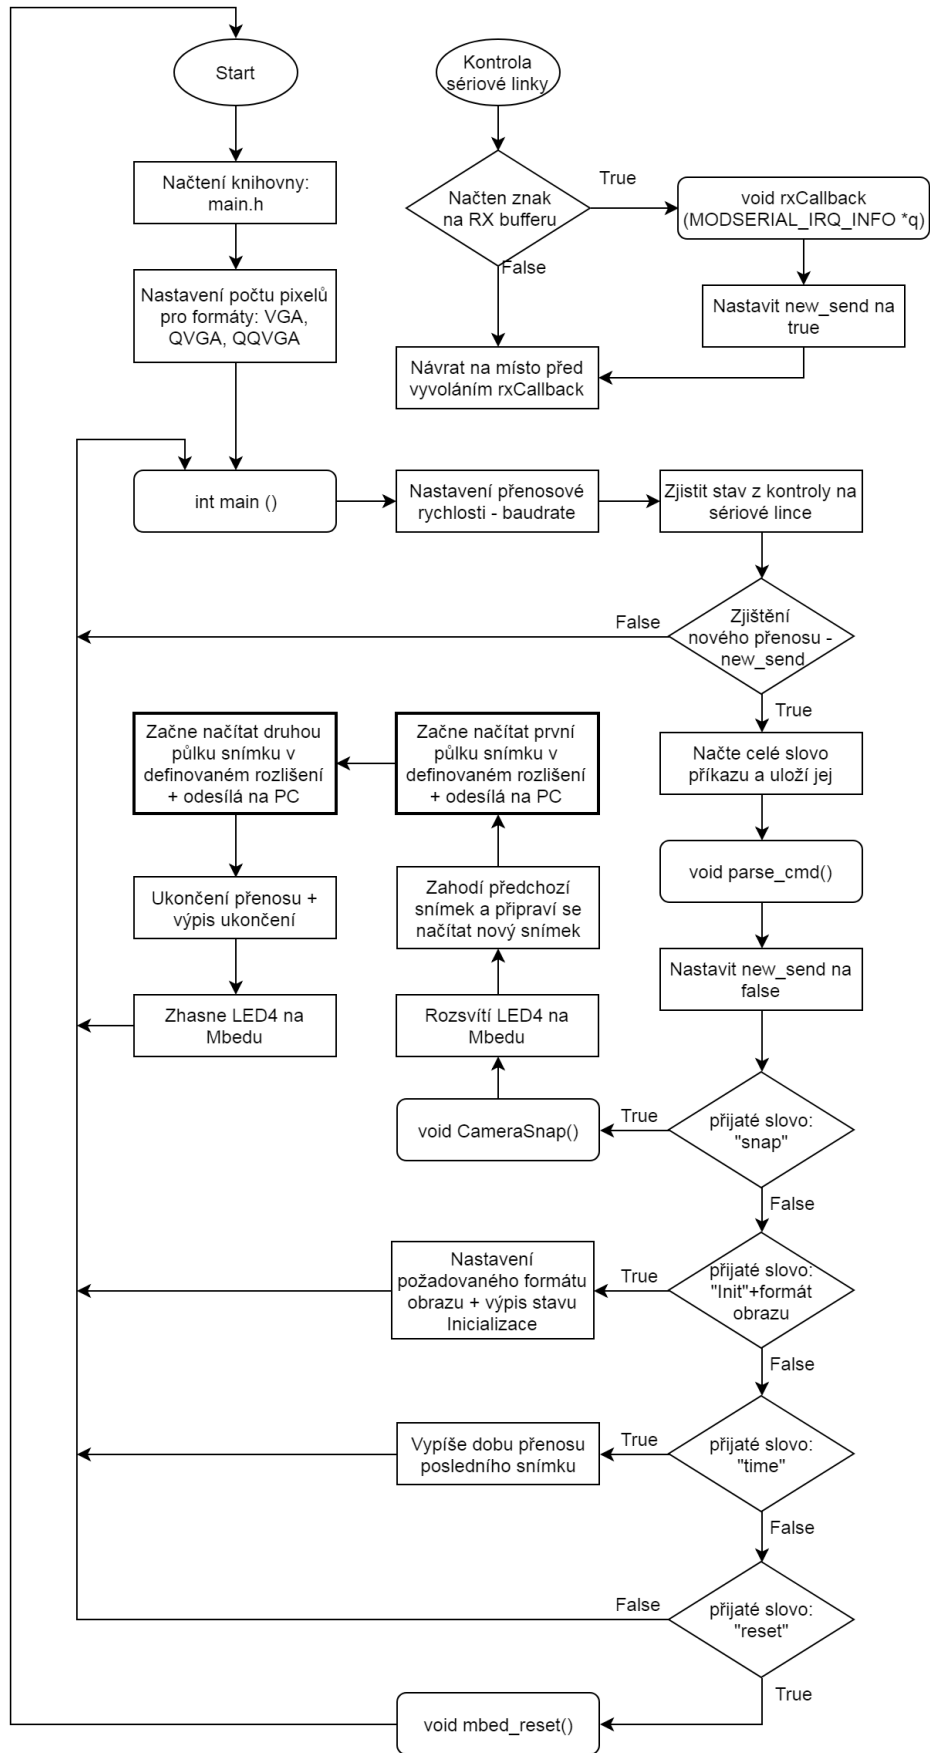 Start
Kontrola
sériové linky
Načtení knihovny:
main.h
Načten znak
na RX bufferu
True
void rxCallback
(MODSERIAL_IRQ_INFO *q)
False
Nastavení počtu pixelů
pro formáty: VGA,
QVGA, QQVGA
Nastavit new_send na
true
Návrat na místo před
vyvoláním rxCallback
int main ()
Nastavení přenosové
rychlosti - baudrate
Zjistit stav z kontroly na
sériové lince
False
Zjištění
nového přenosu -
new_send
True
Začne načítat druhou
půlku snímku v
definovaném rozlišení
+ odesílá na PC
Začne načítat první
půlku snímku v
definovaném rozlišení
+ odesílá na PC
Načte celé slovo
příkazu a uloží jej
void parse_cmd()
Ukončení přenosu +
výpis ukončení
Zahodí předchozí
snímek a připraví se
načítat nový snímek
Nastavit new_send na
false
Zhasne LED4 na
Mbedu
Rozsvítí LED4 na
Mbedu
void CameraSnap()
True
přijaté slovo:
"snap"
False
Nastavení
požadovaného formátu
obrazu + výpis stavu
Inicializace
True
přijaté slovo:
"Init"+formát
obrazu
False
Vypíše dobu přenosu
posledního snímku
True
přijaté slovo:
"time"
False
False
přijaté slovo:
"reset"
True
void mbed_reset()